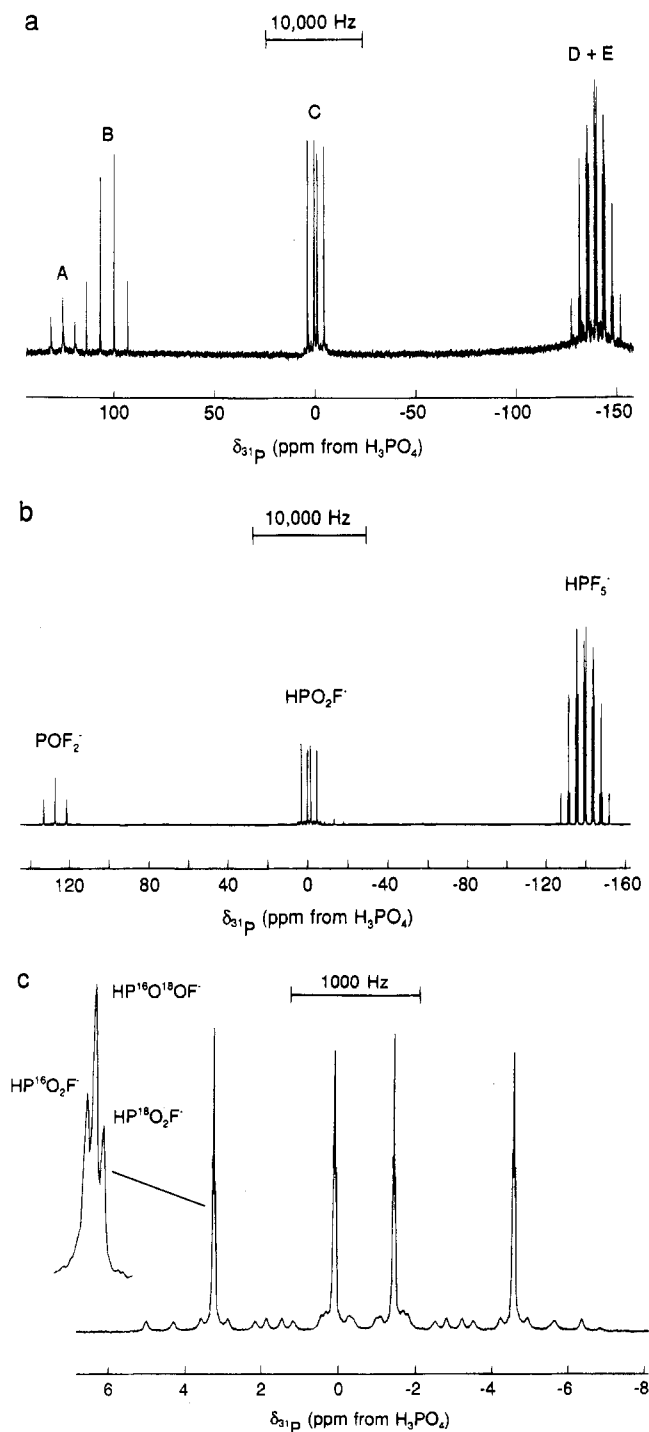 a
10,000 Hz
A
B
C
D + E
100 50 0 -50 -100 -150
δ31P (ppm from H3PO4)
b
10,000 Hz
POF2-
HPO2F-
HPF5-
120 80 40 0 -40 -80 -120 -160
δ31P (ppm from H3PO4)
c
1000 Hz
HP16O18OF-
HP16O2F-
HP18O2F-
6 4 2 0 -2 -4 -6 -8
δ31P (ppm from H3PO4)